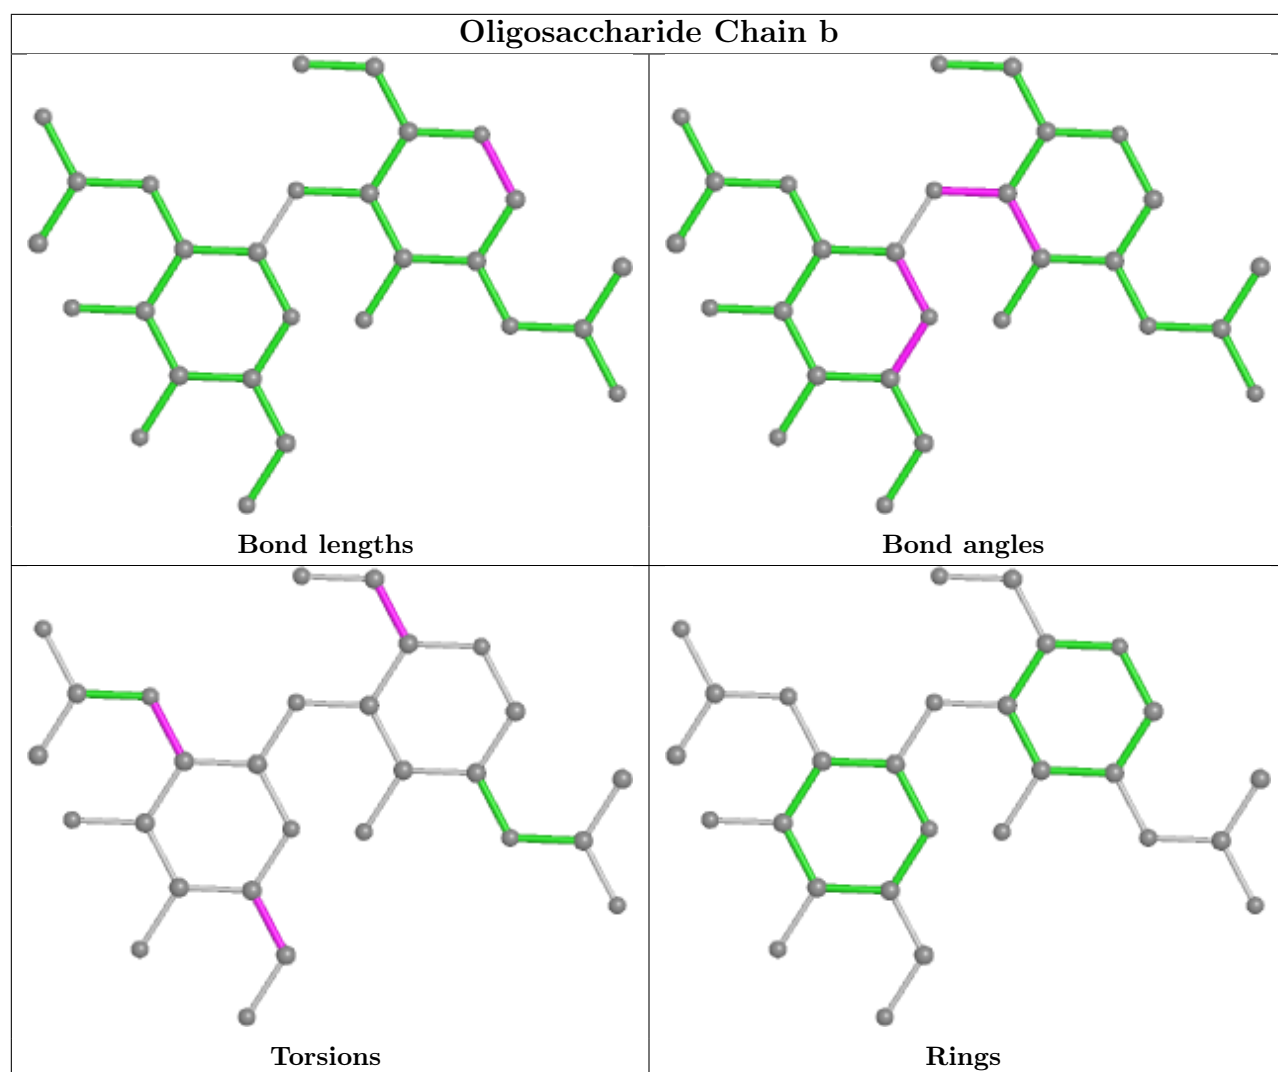 Oligosaccharide Chain b
Bond lengths
Bond angles
Torsions
Rings